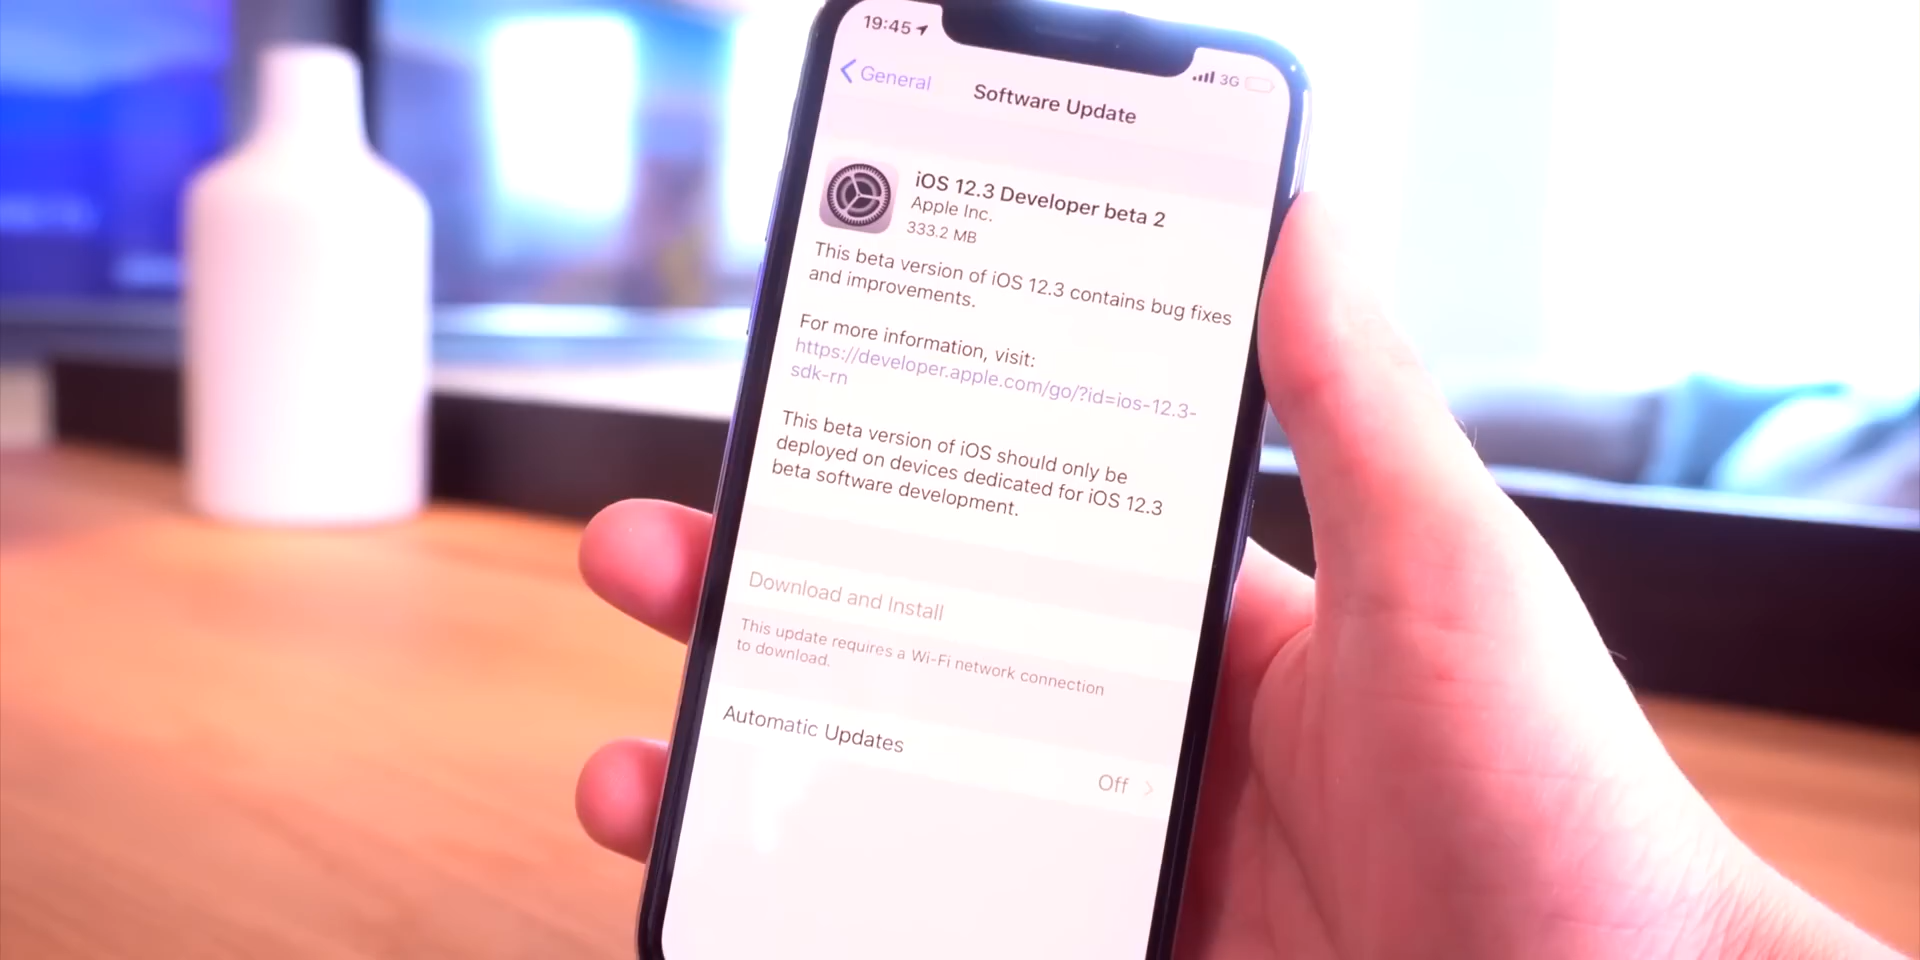 19:45
3G
General
Software Update
iOS 12.3 Developer beta 2
Apple Inc.
333.2 MB
This beta version of iOS 12.3 contains bug fixes
and improvements.
For more information, visit:
https://developer.apple.com/go/?id=ios-12.3-
sdk-rn
This beta version of iOS should only be
deployed on devices dedicated for iOS 12.3
beta software development.
Download and Install
This update requires a Wi-Fi network connection
to download.
Automatic Updates
Off